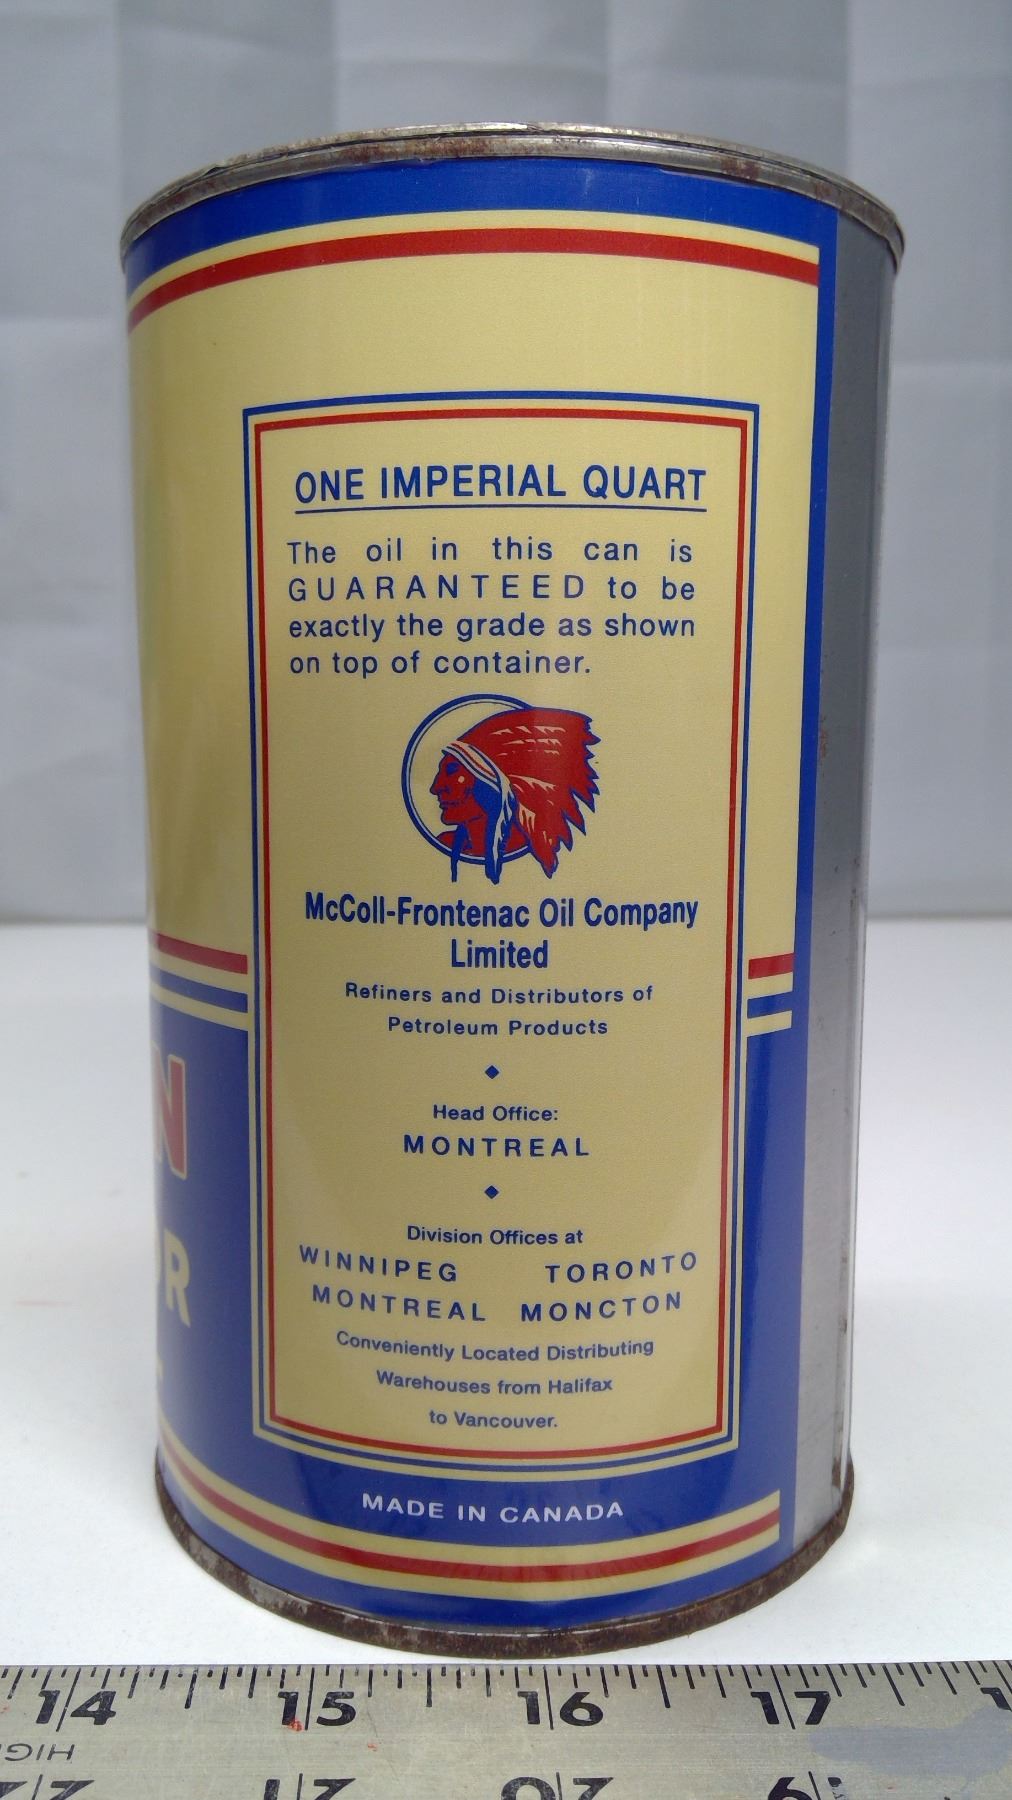 ONE IMPERIAL QUART
The oil in this can is
GUARANTEED to be
exactly the grade as shown
on top of container.
McColl-Frontenac Oil Company
Limited
Refiners and Distributors of
Petroleum Products
Head Office:
MONTREAL
Division Offices at
WINNIPEG TORONTO
MONTREAL MONCTON
Conveniently Located Distributing
Warehouses from Halifax
to Vancouver.
MADE IN CANADA
N
R
14 15 16 17